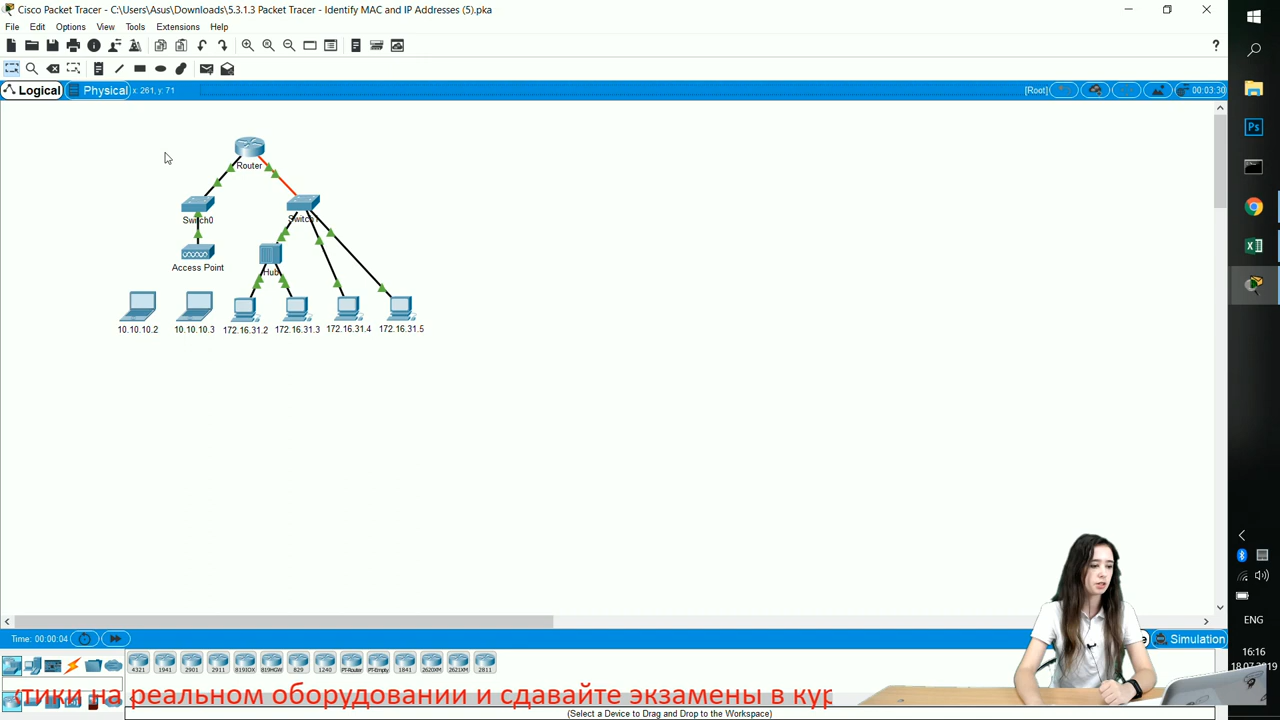 Cisco Packet Tracer - C:\Users\Asus\Downloads\5.3.1.3 Packet Tracer - Identify MAC and IP Addresses (5).pka
File Edit Options View Tools Extensions Help
Logical Physical x: 261, y: 71 [Root] 00:03:30
Router
Switch0
Access Point
Hub
10.10.10.2 10.10.10.3 172.16.31.2 172.16.31.3 172.16.31.4 172.16.31.5
Time: 00:00:04 Simulation
4321 1941 2901 2911 819IOX 819HGW 829 1240 PT-Router PT-Empty 1841 2620XM 2621XM 2811
тики на реальном оборудовании и сдавайте экзамены в кур
(Select a Device to Drag and Drop to the Workspace)
Ps
ENG
16:16
18.07.2019